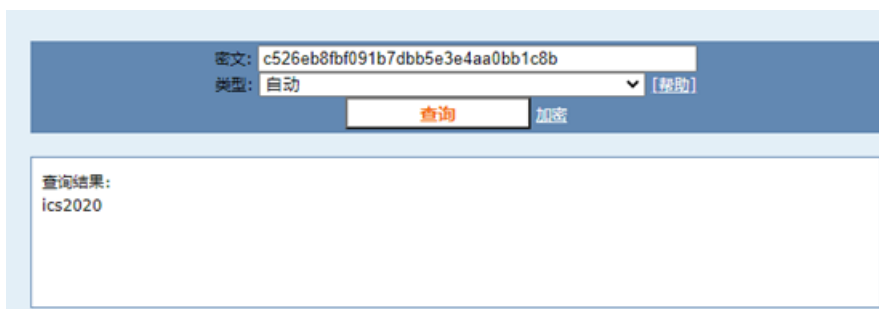 密文: c526eb8fbf091b7dbb5e3e4aa0bb1c8b
类型: 自动 [帮助]
查询 加密
查询结果:
ics2020